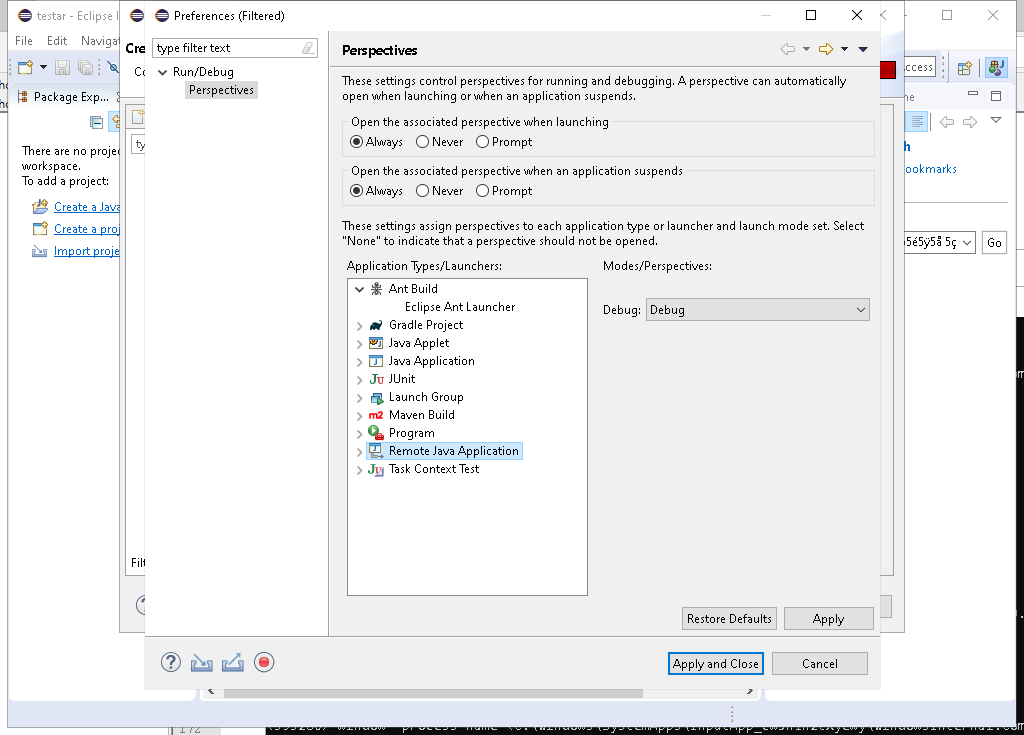 testar - Eclipse
File Edit Navigat
Package Exp...
There are no
workspace.
To add a project:
Create a Java
Create a
Import
Preferences (Filtered)
type filter text
Run/Debug
Perspectives
Perspectives
These settings control perspectives for running and debugging. A perspective can automatically
open when launching or when an application suspends.
Open the associated perspective when launching
Always Never Prompt
Open the associated perspective when an application suspends
Always Never Prompt
These settings assign perspectives to each application type or launcher and launch mode set. Select
"None" to indicate that a perspective should not be opened.
Application Types/Launchers:
Modes/Perspectives:
Ant Build
Eclipse Ant Launcher
Gradle Project
Java Applet
Java Application
JUnit
Launch Group
Maven Build
Program
Remote Java Application
Task Context Test
Debug: Debug
Restore Defaults Apply
Apply and Close Cancel
ccess
ookmarks
Go
172